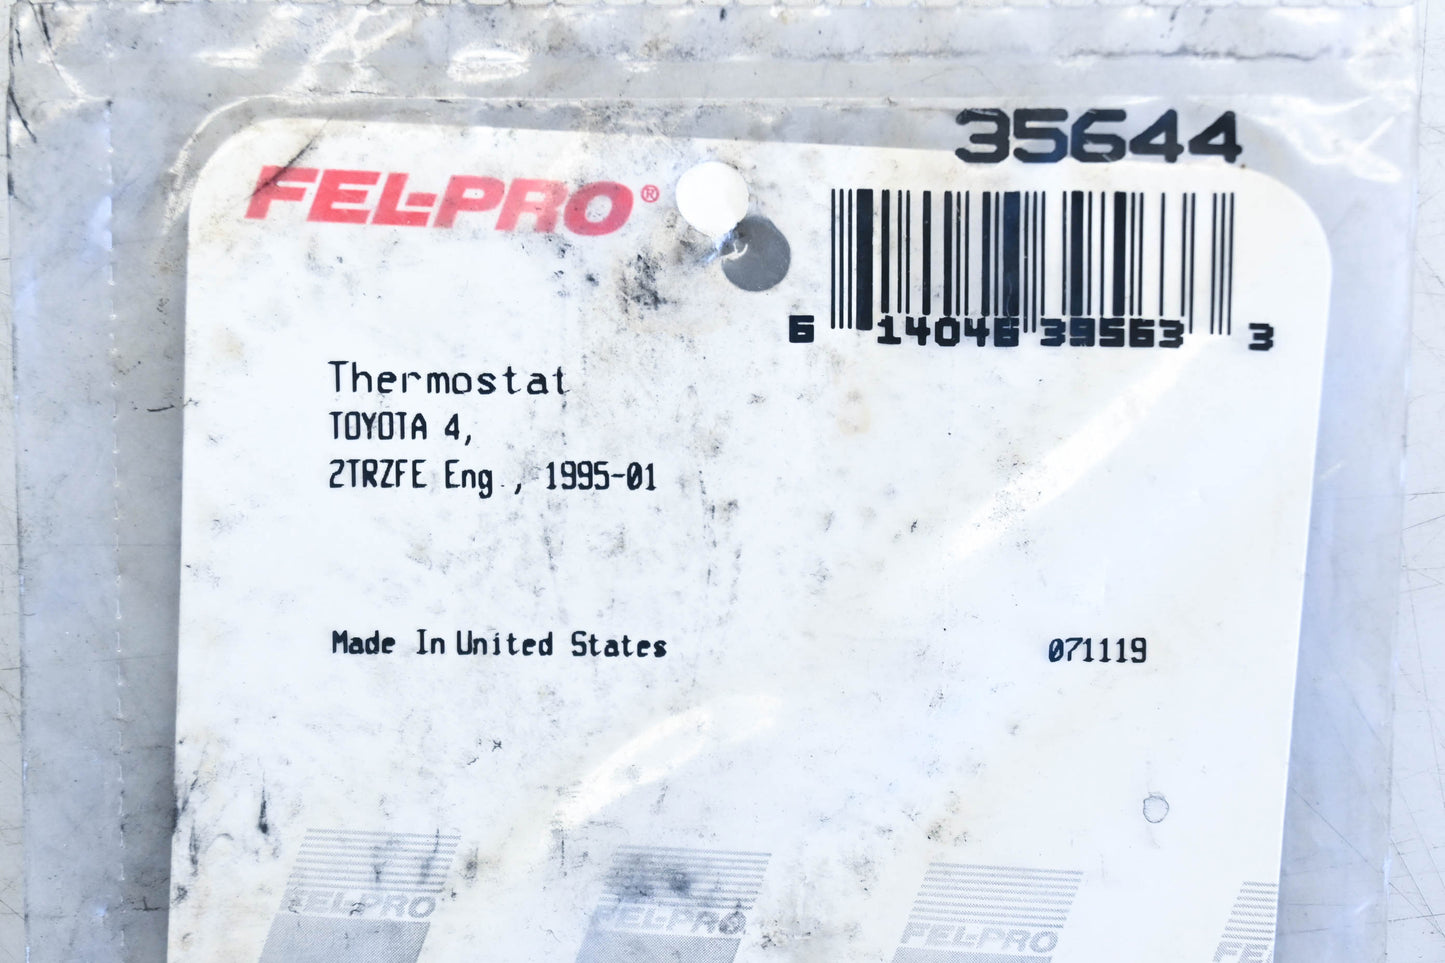 35644
FEL-PRO®
6 14046 39563 3
Thermostat
TOYOTA 4,
2TRZFE Eng., 1995-01
Made In United States
071119
FEL-PRO
FEL-PRO
FEL-PRO
FE